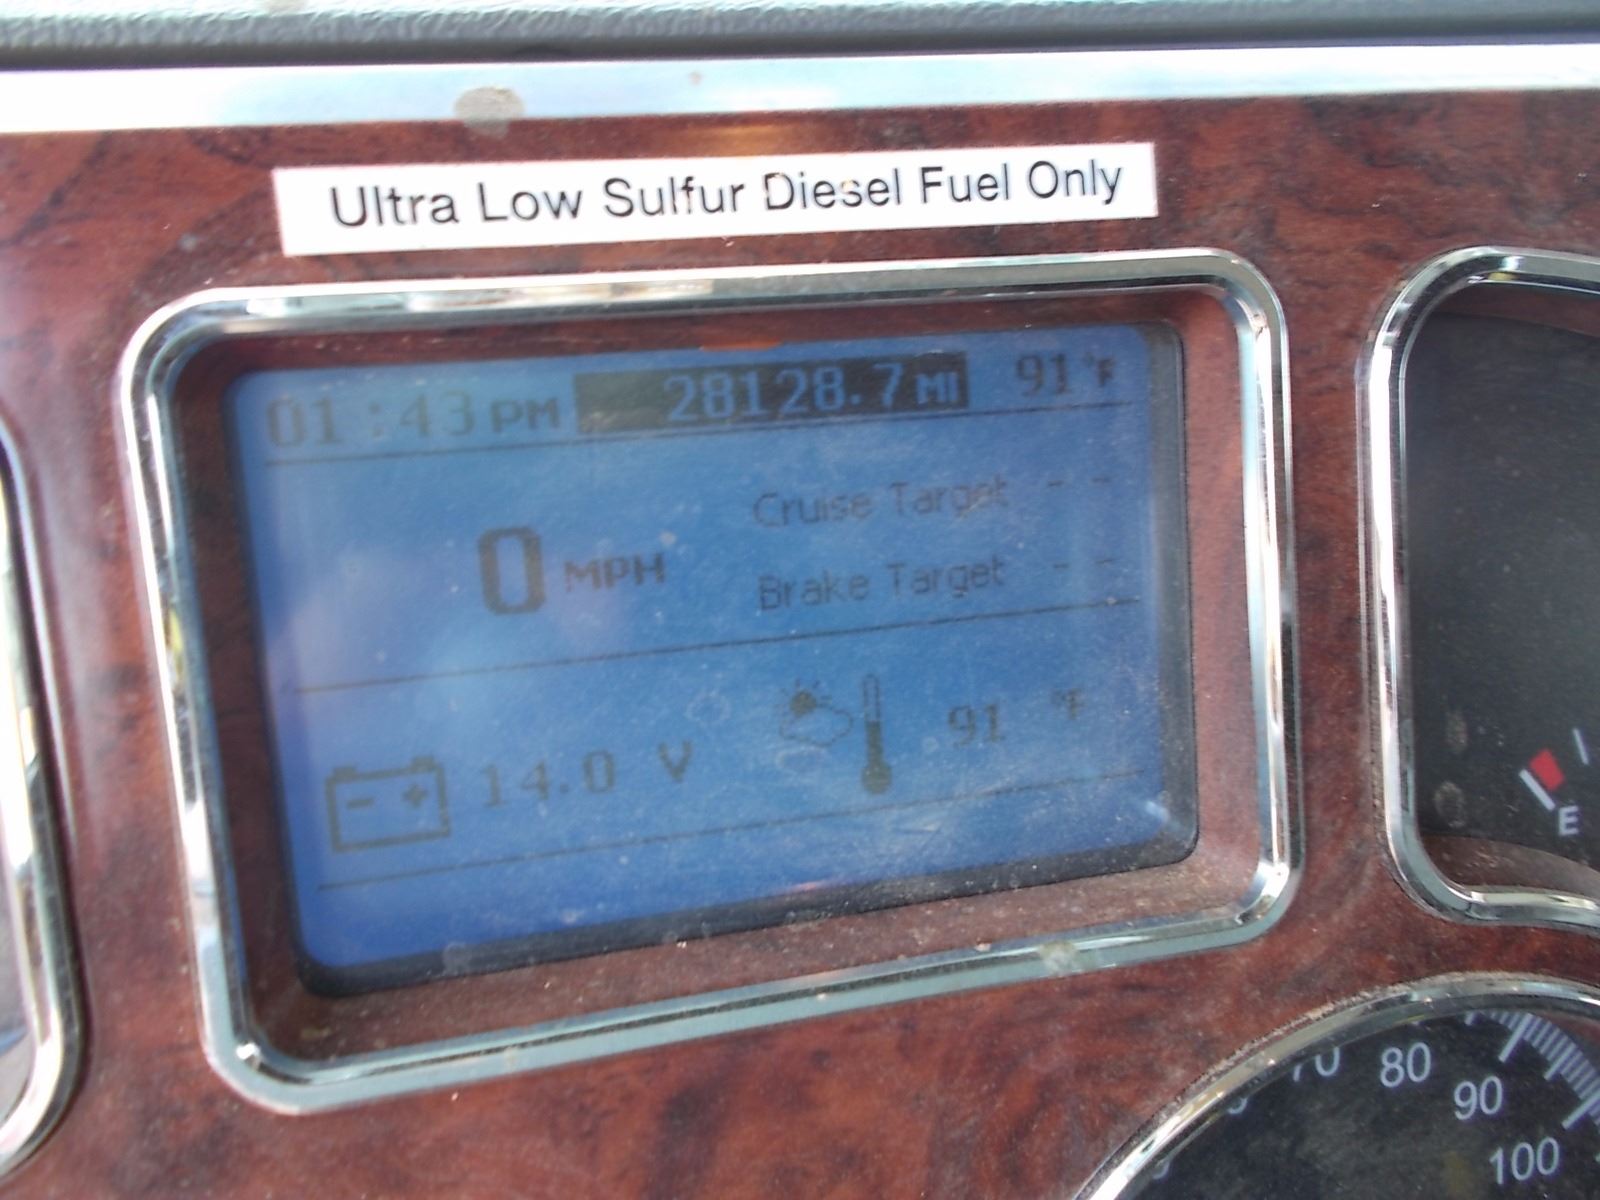 Ultra Low Sulfur Diesel Fuel Only
01:43 PM 28128.7 MI 91 °F
Cruise Target - -
0 MPH
Brake Target - -
- + 14.0 V 91 °F
E
70 80
90
100